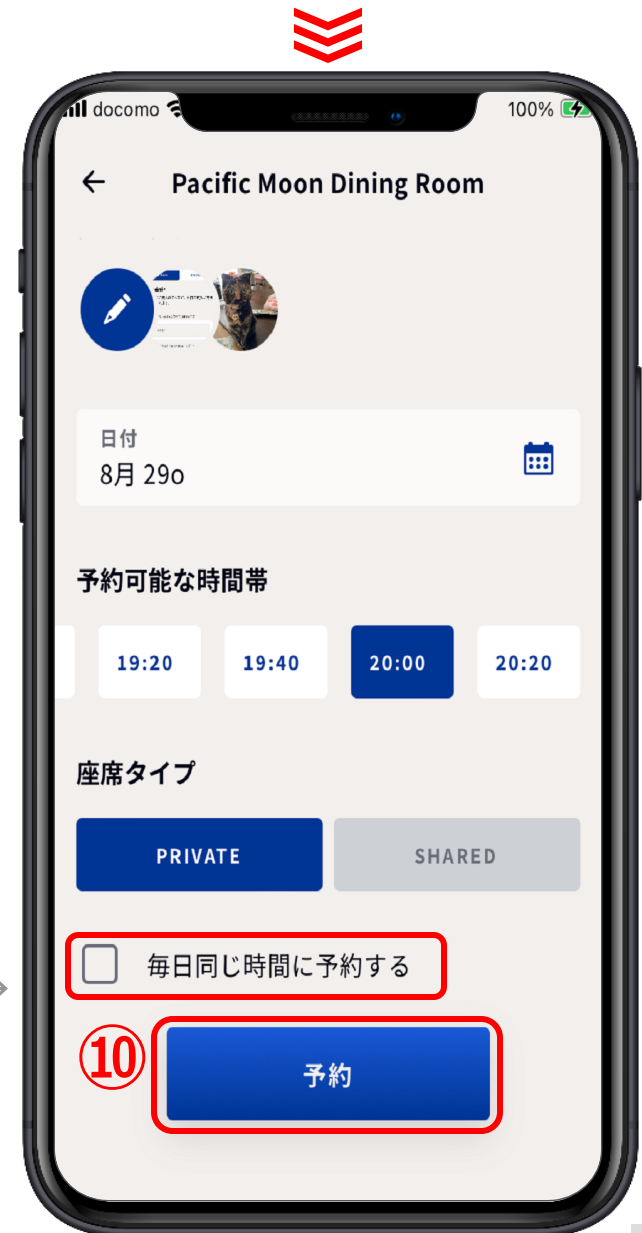 docomo 100%
Pacific Moon Dining Room
日付
8月 29o
予約可能な時間帯
19:20 19:40 20:00 20:20
座席タイプ
PRIVATE SHARED
毎日同じ時間に予約する
⑩ 予約